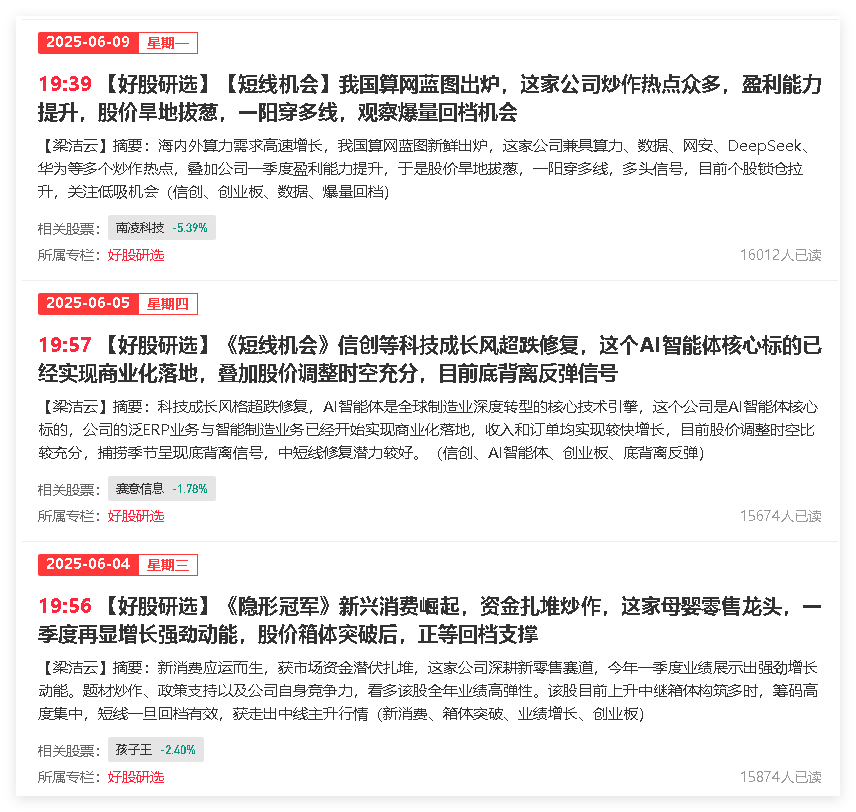 2025-06-09 星期一
19:39 【好股研选】【短线机会】我国算网蓝图出炉，这家公司炒作热点众多，盈利能力
提升，股价旱地拔葱，一阳穿多线，观察爆量回档机会
【梁洁云】摘要：海内外算力需求高速增长，我国算网蓝图新鲜出炉，这家公司兼具算力、数据、网安、DeepSeek、
华为等多个炒作热点，叠加公司一季度盈利能力提升，于是股价旱地拔葱，一阳穿多线，多头信号，目前个股锁仓拉
升，关注低吸机会（信创、创业板、数据、爆量回档）
相关股票： 南凌科技 -5.39%
所属专栏：好股研选 16012人已读
2025-06-05 星期四
19:57 【好股研选】《短线机会》信创等科技成长风超跌修复，这个AI智能体核心标的已
经实现商业化落地，叠加股价调整时空充分，目前底背离反弹信号
【梁洁云】摘要：科技成长风格超跌修复，AI智能体是全球制造业深度转型的核心技术引擎，这个公司是AI智能体核心
标的，公司的泛ERP业务与智能制造业务已经开始实现商业化落地，收入和订单均实现较快增长，目前股价调整时空比
较充分，捕捞季节呈现底背离信号，中短线修复潜力较好。（信创、AI智能体、创业板、底背离反弹）
相关股票： 赛意信息 -1.78%
所属专栏：好股研选 15674人已读
2025-06-04 星期三
19:56 【好股研选】《隐形冠军》新兴消费崛起，资金扎堆炒作，这家母婴零售龙头，一
季度再显增长强劲动能，股价箱体突破后，正等回档支撑
【梁洁云】摘要：新消费应运而生，获市场资金潜伏扎堆，这家公司深耕新零售赛道，今年一季度业绩展示出强劲增长
动能。题材炒作、政策支持以及公司自身竞争力，看多该股全年业绩高弹性。该股目前上升中继箱体构筑多时，筹码高
度集中，短线一旦回档有效，获走出中线主升行情（新消费、箱体突破、业绩增长、创业板）
相关股票： 孩子王 -2.40%
所属专栏：好股研选 15874人已读